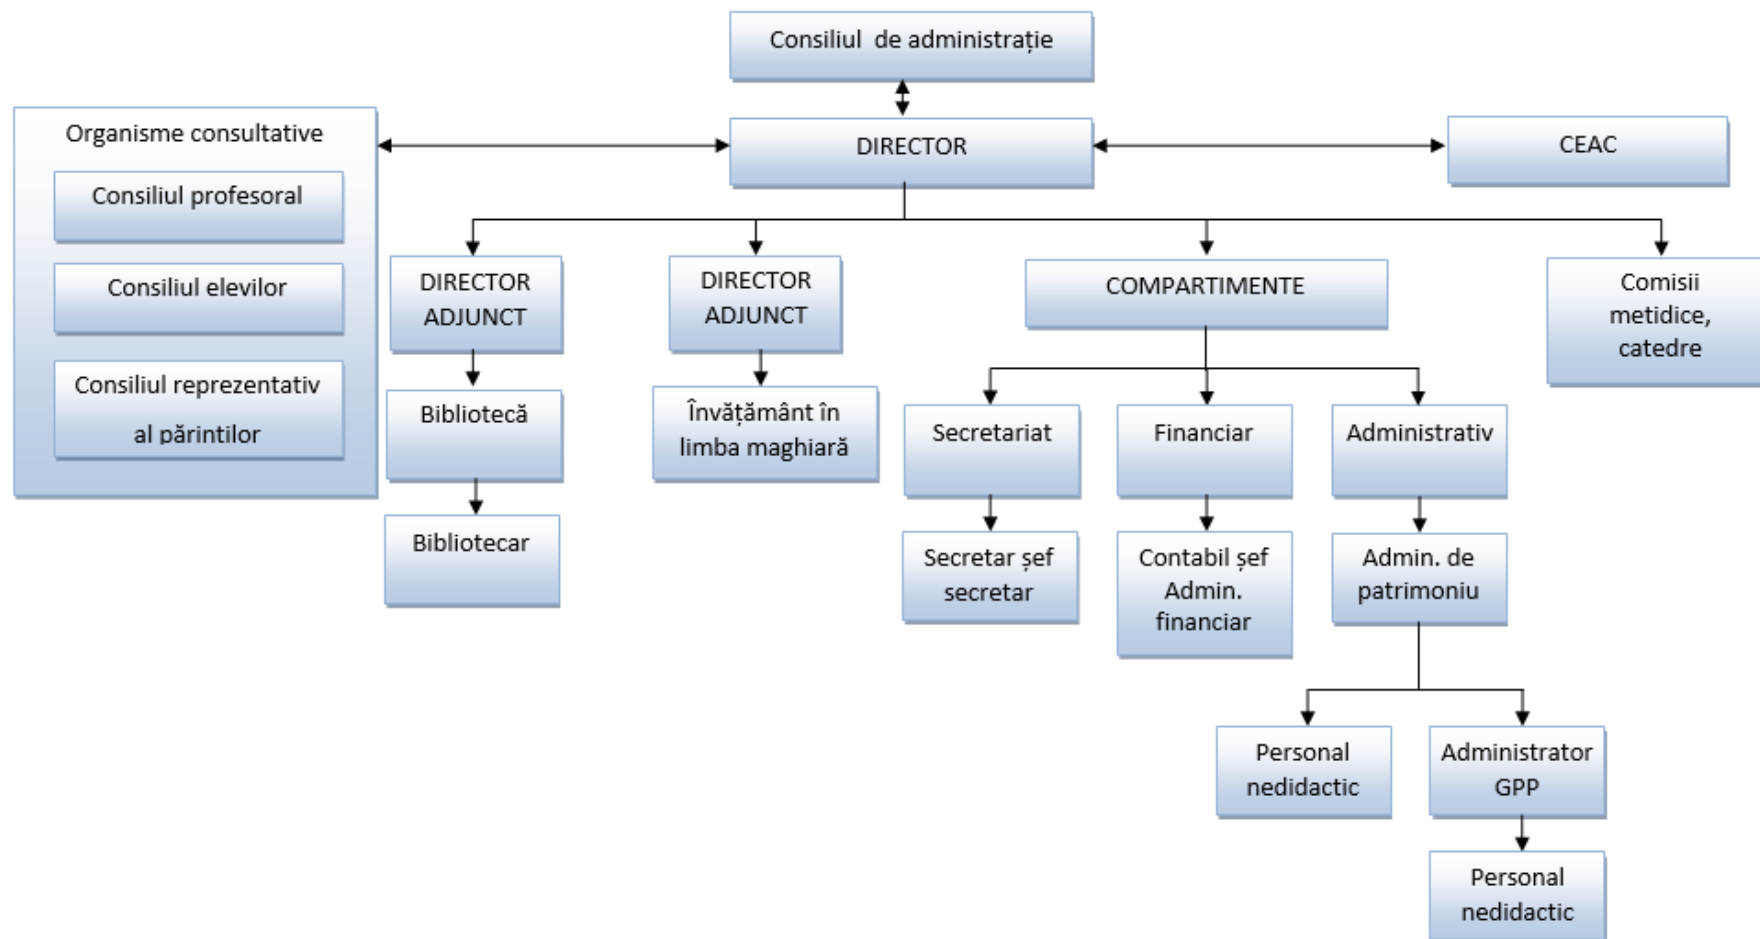 Consiliul de administrație
Organisme consultative
DIRECTOR
CEAC
Consiliul profesoral
Consiliul elevilor
Consiliul reprezentativ
al părintilor
DIRECTOR
ADJUNCT
DIRECTOR
ADJUNCT
COMPARTIMENTE
Comisii
metidice,
catedre
Bibliotecă
Învățământ în
limba maghiară
Secretariat
Financiar
Administrativ
Bibliotecar
Secretar șef
secretar
Contabil șef
Admin.
financiar
Admin. de
patrimoniu
Personal
nedidactic
Administrator
GPP
Personal
nedidactic